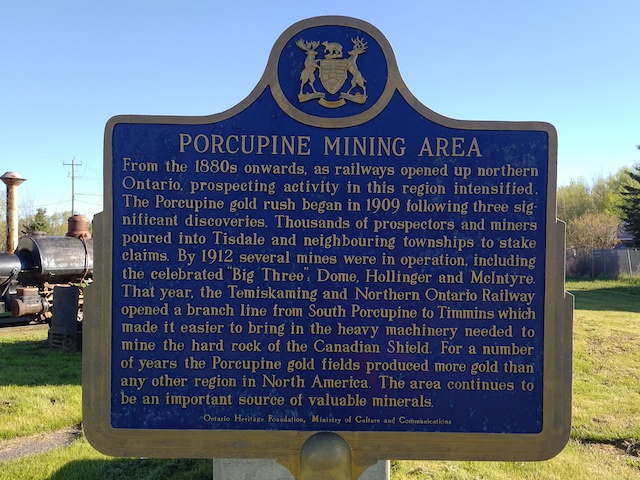 PORCUPINE MINING AREA
From the 1880s onwards, as railways opened up northern
Ontario, prospecting activity in this region intensified.
The Porcupine gold rush began in 1909 following three sig-
nificant discoveries. Thousands of prospectors and miners
poured into Tisdale and neighbouring townships to stake
claims. By 1912 several mines were in operation, including
the celebrated "Big Three", Dome, Hollinger and McIntyre.
That year, the Temiskaming and Northern Ontario Railway
opened a branch line from South Porcupine to Timmins which
made it easier to bring in the heavy machinery needed to
mine the hard rock of the Canadian Shield. For a number
of years the Porcupine gold fields produced more gold than
any other region in North America. The area continues to
be an important source of valuable minerals.
Ontario Heritage Foundation, Ministry of Culture and Communications